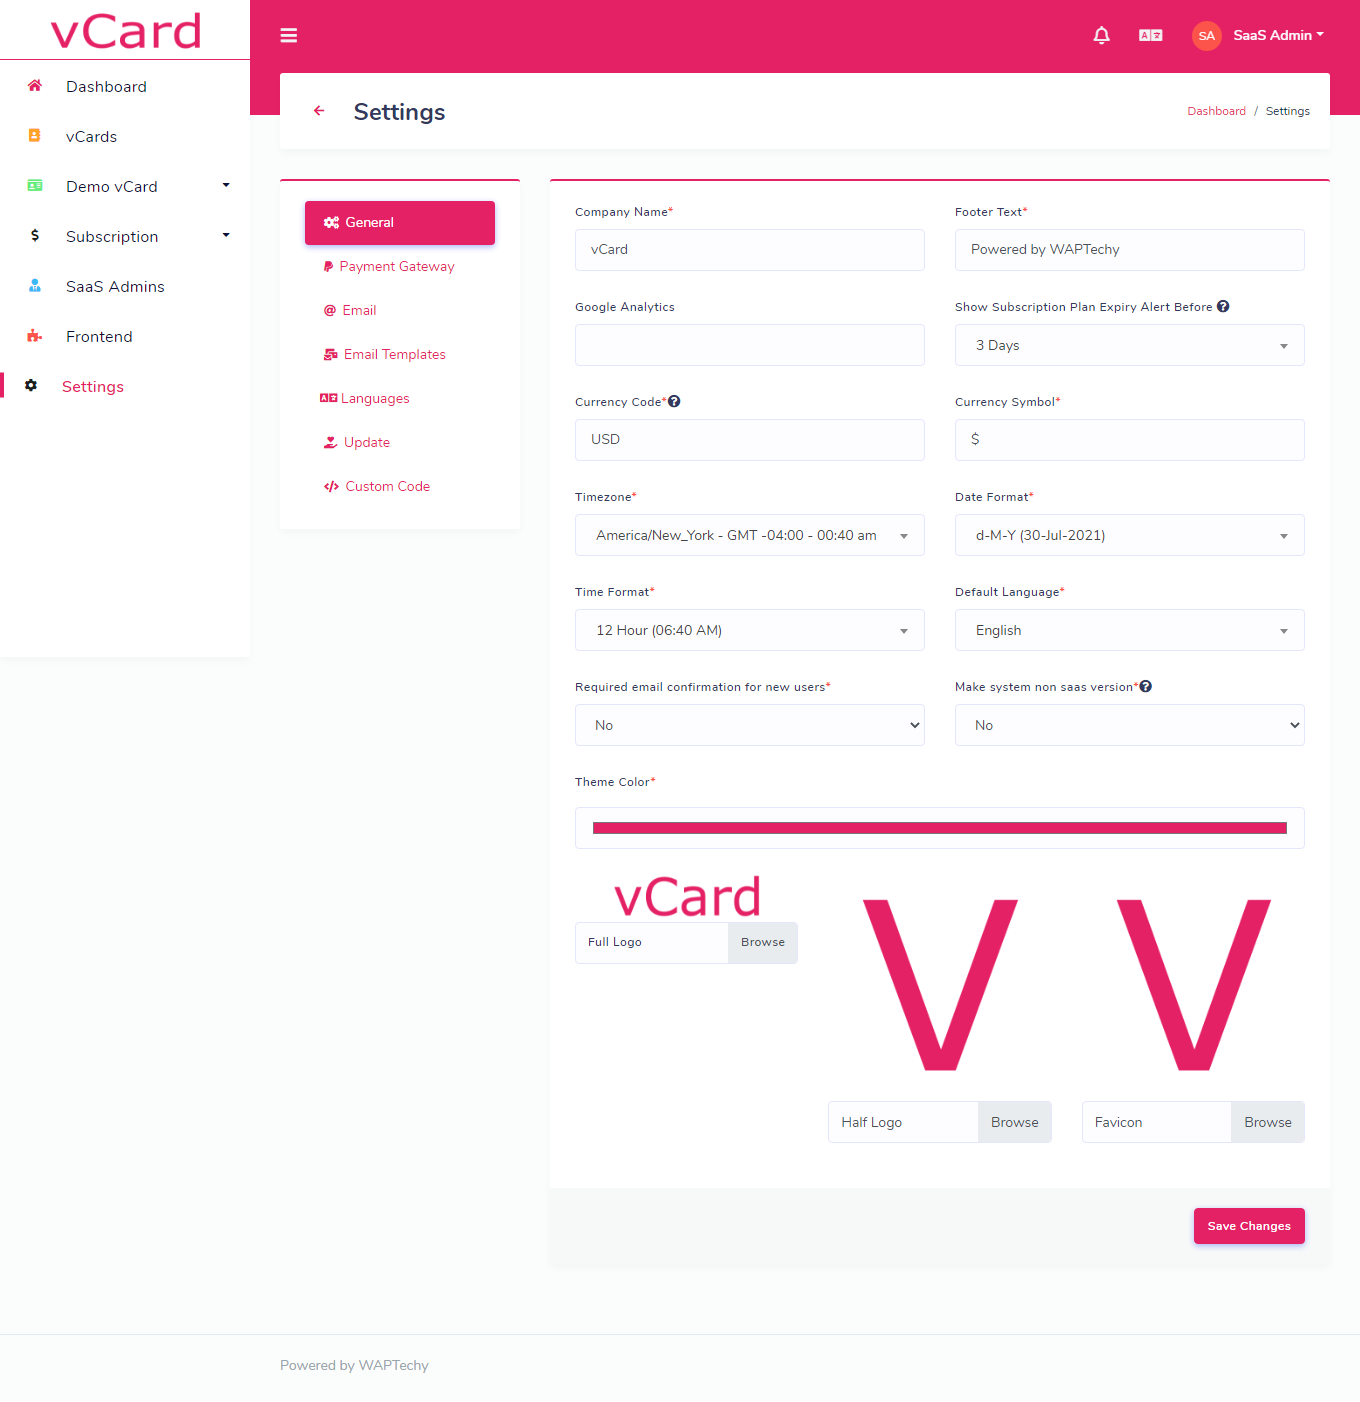 vCard
SA
SaaS Admin
Dashboard
vCards
Demo vCard
Subscription
SaaS Admins
Frontend
Settings
Settings
Dashboard / Settings
General
Payment Gateway
Email
Email Templates
Languages
Update
Custom Code
Company Name*
vCard
Footer Text*
Powered by WAPTechy
Google Analytics
Show Subscription Plan Expiry Alert Before
3 Days
Currency Code*
USD
Currency Symbol*
$
Timezone*
America/New_York - GMT -04:00 - 00:40 am
Date Format*
d-M-Y (30-Jul-2021)
Time Format*
12 Hour (06:40 AM)
Default Language*
English
Required email confirmation for new users*
No
Make system non saas version*
No
Theme Color*
vCard
Full Logo
Browse
V
Half Logo
Browse
V
Favicon
Browse
Save Changes
Powered by WAPTechy